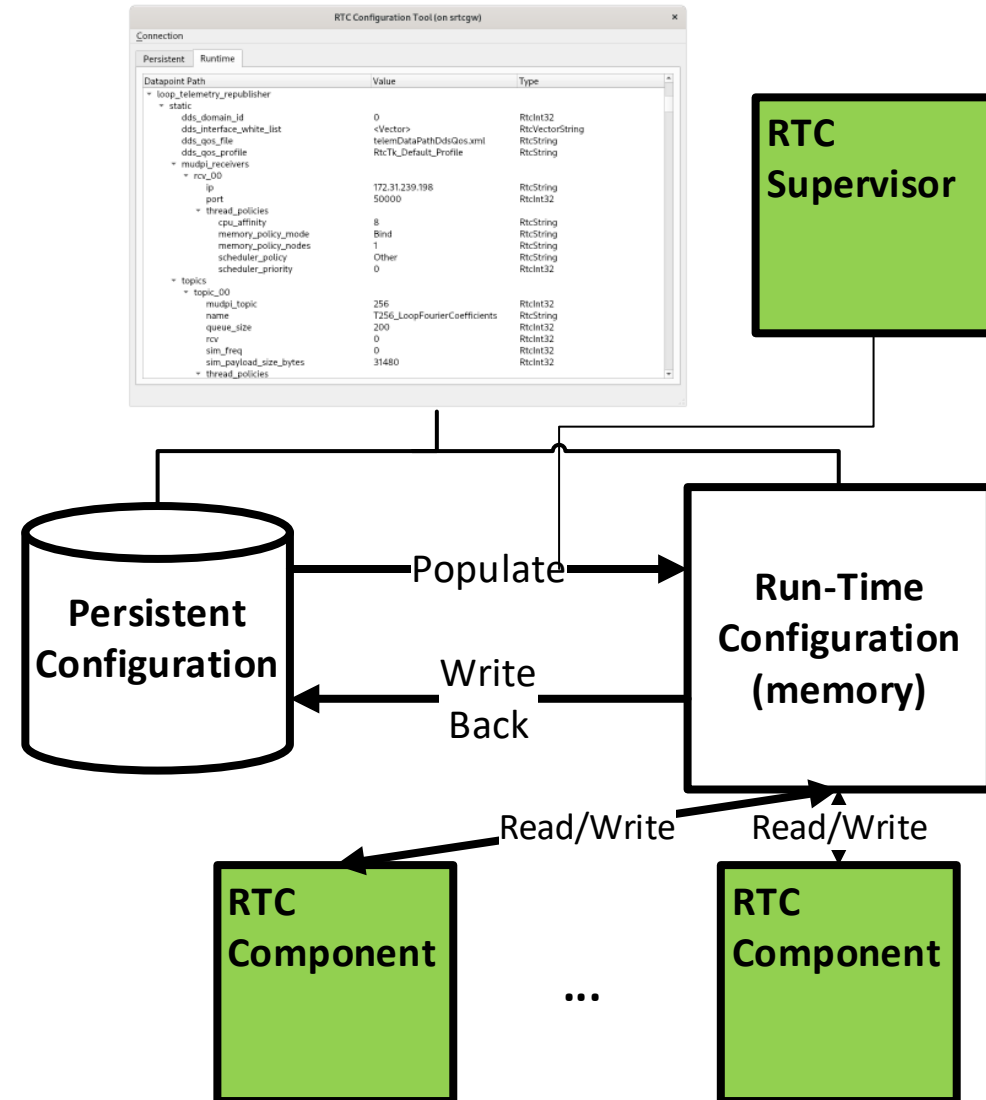 RTC Configuration Tool (on srtcgw) ×
Connection
Persistent Runtime
Datapoint Path Value Type
loop_telemetry_republisher
static
dds_domain_id 0 RtcInt32
dds_interface_white_list <Vector> RtcVectorString
dds_qos_file telemDataPathDdsQos.xml RtcString
dds_qos_profile RtcTk_Default_Profile RtcString
mudpi_receivers
rcv_00
ip 172.31.239.198 RtcString
port 50000 RtcInt32
thread_policies
cpu_affinity 8 RtcString
memory_policy_mode Bind RtcString
memory_policy_nodes 1 RtcString
scheduler_policy Other RtcString
scheduler_priority 0 RtcInt32
topics
topic_00
mudpi_topic 256 RtcInt32
name T256_LoopFourierCoefficients RtcString
queue_size 200 RtcInt32
rcv 0 RtcInt32
sim_freq 0 RtcInt32
sim_payload_size_bytes 31480 RtcInt32
thread_policies
RTC
Supervisor
Persistent
Configuration
Populate
Write
Back
Run-Time
Configuration
(memory)
Read/Write Read/Write
RTC
Component
...
RTC
Component